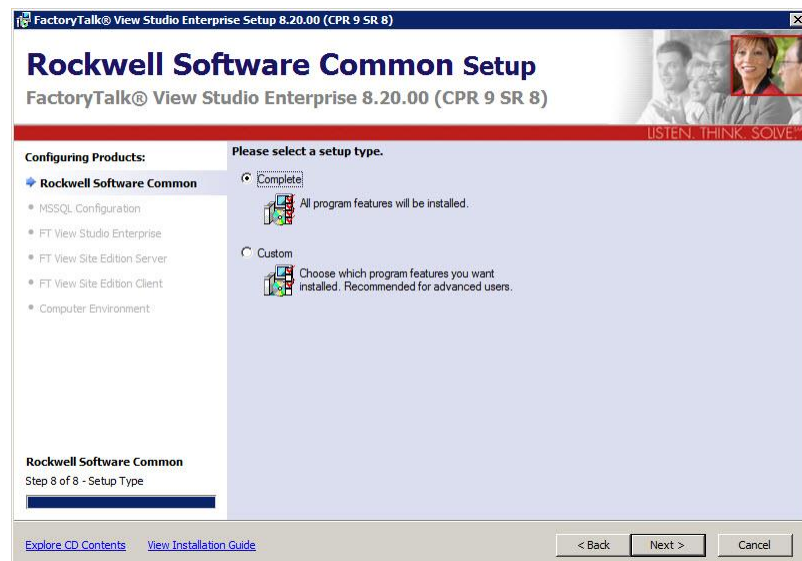 FactoryTalk® View Studio Enterprise Setup 8.20.00 (CPR 9 SR 8)
Rockwell Software Common Setup
FactoryTalk® View Studio Enterprise 8.20.00 (CPR 9 SR 8)
LISTEN. THINK. SOLVE.℠
Configuring Products:
Rockwell Software Common
MSSQL Configuration
FT View Studio Enterprise
FT View Site Edition Server
FT View Site Edition Client
Computer Environment
Rockwell Software Common
Step 8 of 8 - Setup Type
Please select a setup type.
Complete
All program features will be installed.
Custom
Choose which program features you want
installed. Recommended for advanced users.
Explore CD Contents
View Installation Guide
< Back
Next >
Cancel